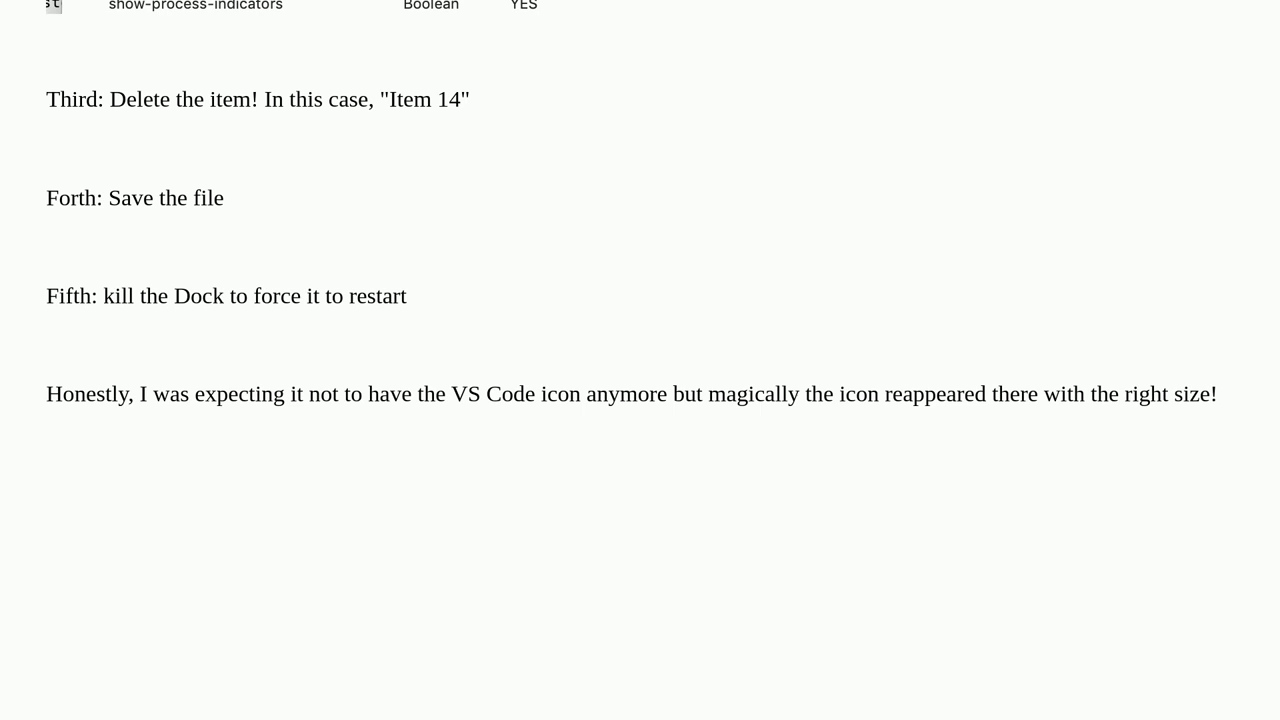 st show-process-indicators Boolean YES
Third: Delete the item! In this case, "Item 14"
Forth: Save the file
Fifth: kill the Dock to force it to restart
Honestly, I was expecting it not to have the VS Code icon anymore but magically the icon reappeared there with the right size!